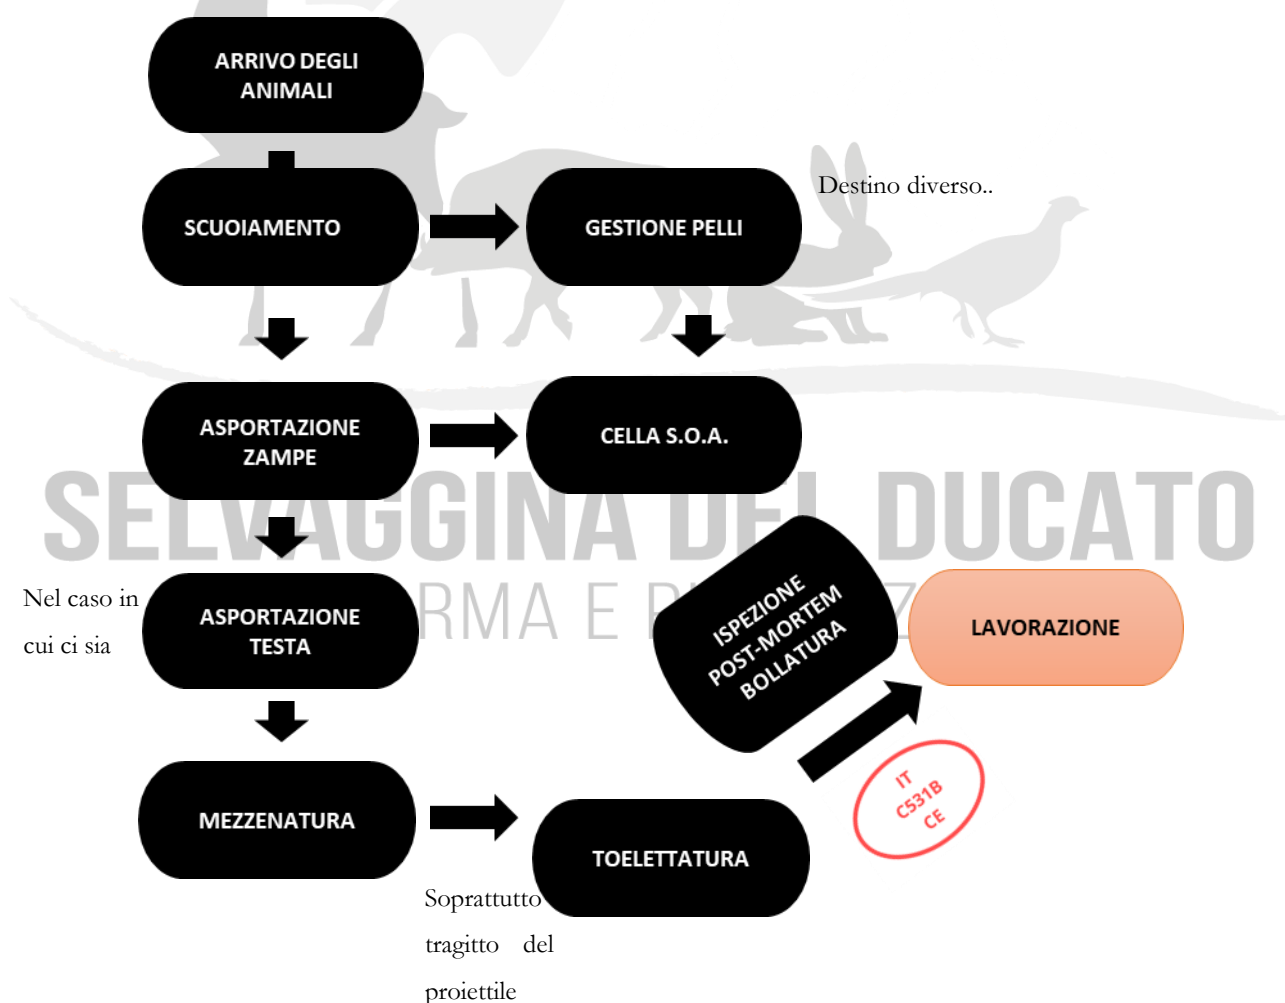 ARRIVO DEGLI
ANIMALI
SCUOIAMENTO
GESTIONE PELLI
Destino diverso..
ASPORTAZIONE
ZAMPE
CELLA S.O.A.
SELVAGGINA DEL DUCATO
RMA E
Nel caso in
cui ci sia
ASPORTAZIONE
TESTA
ISPEZIONE
POST-MORTEM
BOLLATURA
LAVORAZIONE
IT
C531B
CE
MEZZENATURA
TOELETTATURA
Soprattutto
tragitto del
proiettile